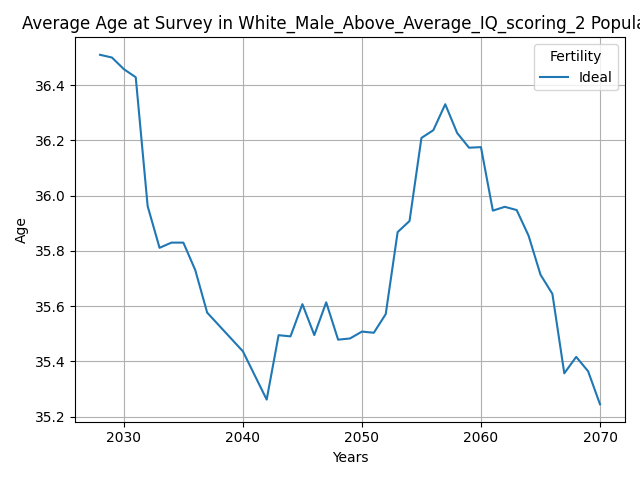 Average Age at Survey in White_Male_Above_Average_IQ_scoring_2 Popula
Fertility
Ideal
36.4
36.2
36.0
35.8
35.6
35.4
35.2
Age
2030 2040 2050 2060 2070
Years